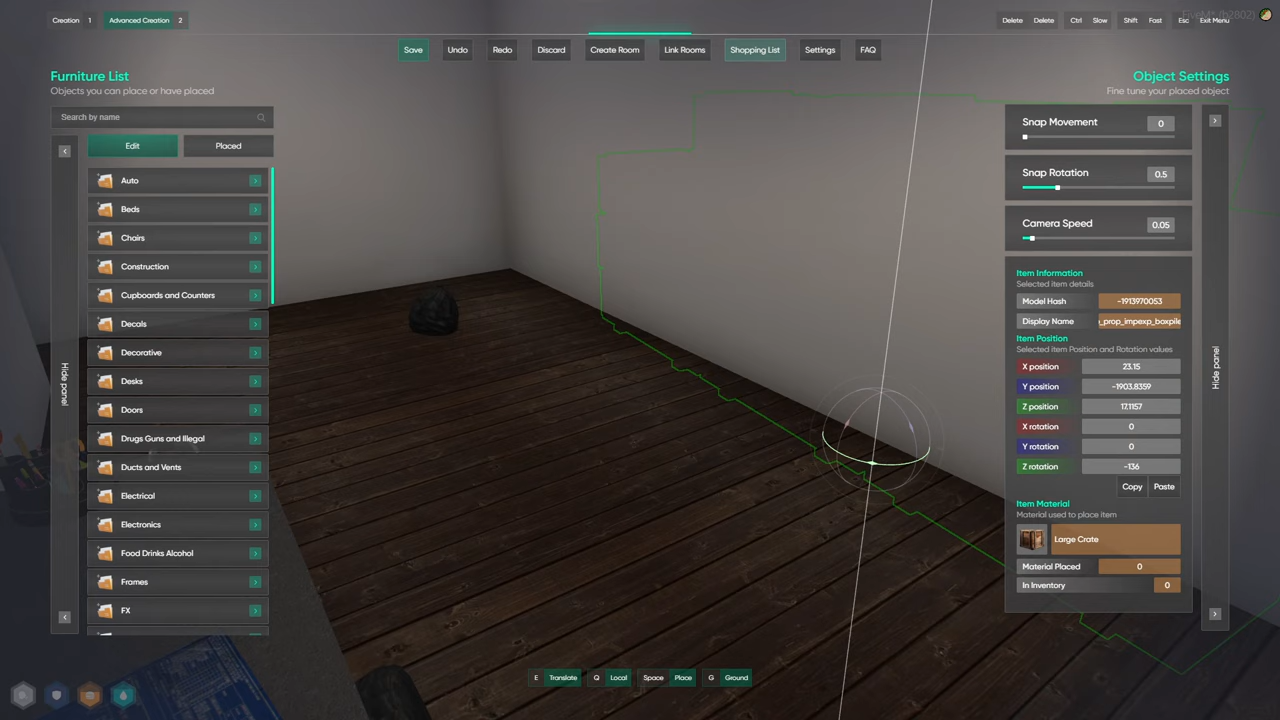 Creation 1 Advanced Creation 2
Delete Delete Ctrl Slow Shift Fast Esc Exit Menu
Save Undo Redo Discard Create Room Link Rooms Shopping List Settings FAQ
Furniture List
Objects you can place or have placed
Search by name
Edit Placed
Hide panel
Auto
Beds
Chairs
Construction
Cupboards and Counters
Decals
Decorative
Desks
Doors
Drugs Guns and Illegal
Ducts and Vents
Electrical
Electronics
Food Drinks Alcohol
Frames
FX
Object Settings
Fine tune your placed object
Snap Movement 0
Snap Rotation 0.5
Camera Speed 0.05
Item Information
Selected item details
Model Hash -1913970053
Display Name _prop_impexp_boxpile
Item Position
Selected item Position and Rotation values
X position 23.15
Y position -1903.8359
Z position 17.1157
X rotation 0
Y rotation 0
Z rotation -136
Copy Paste
Item Material
Material used to place item
Large Crate
Material Placed 0
In Inventory 0
Hide panel
E Translate Q Local Space Place G Ground